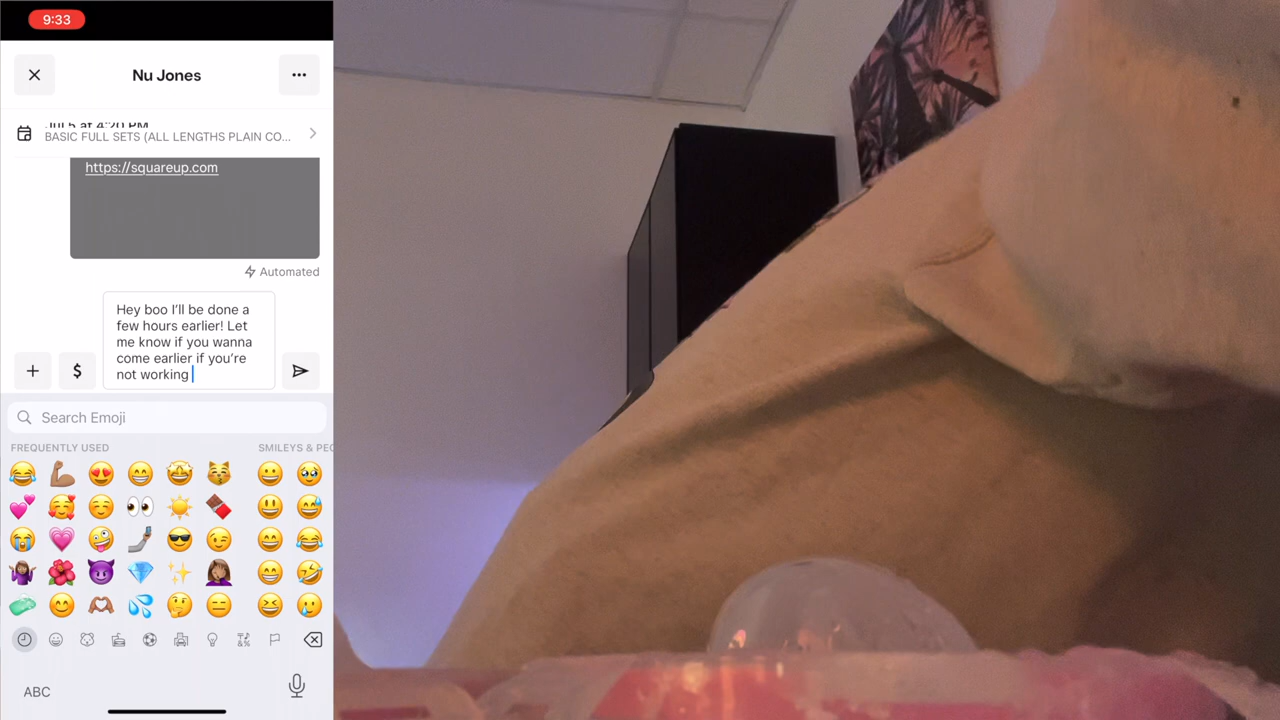 9:33
Nu Jones
Jul 5 at 4:20 PM
BASIC FULL SETS (ALL LENGTHS PLAIN CO...
https://squareup.com
Automated
Hey boo I'll be done a
few hours earlier! Let
me know if you wanna
come earlier if you're
not working
$
Search Emoji
FREQUENTLY USED
SMILEYS & PEO
ABC